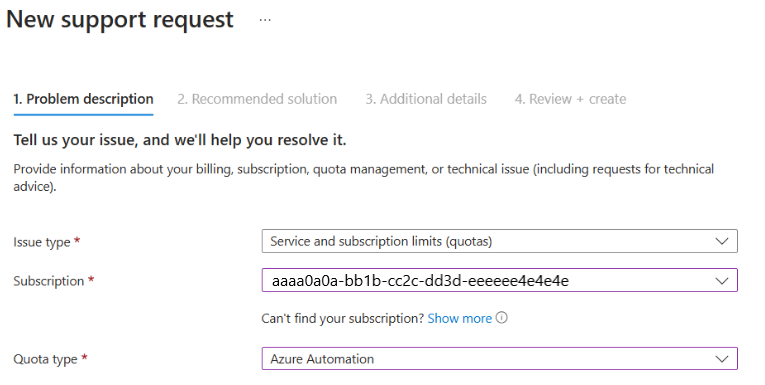 New support request ...
1. Problem description 2. Recommended solution 3. Additional details 4. Review + create
Tell us your issue, and we'll help you resolve it.
Provide information about your billing, subscription, quota management, or technical issue (including requests for technical
advice).
Issue type * Service and subscription limits (quotas)
Subscription * aaaa0a0a-bb1b-cc2c-dd3d-eeeeee4e4e4e
Can't find your subscription? Show more
Quota type * Azure Automation